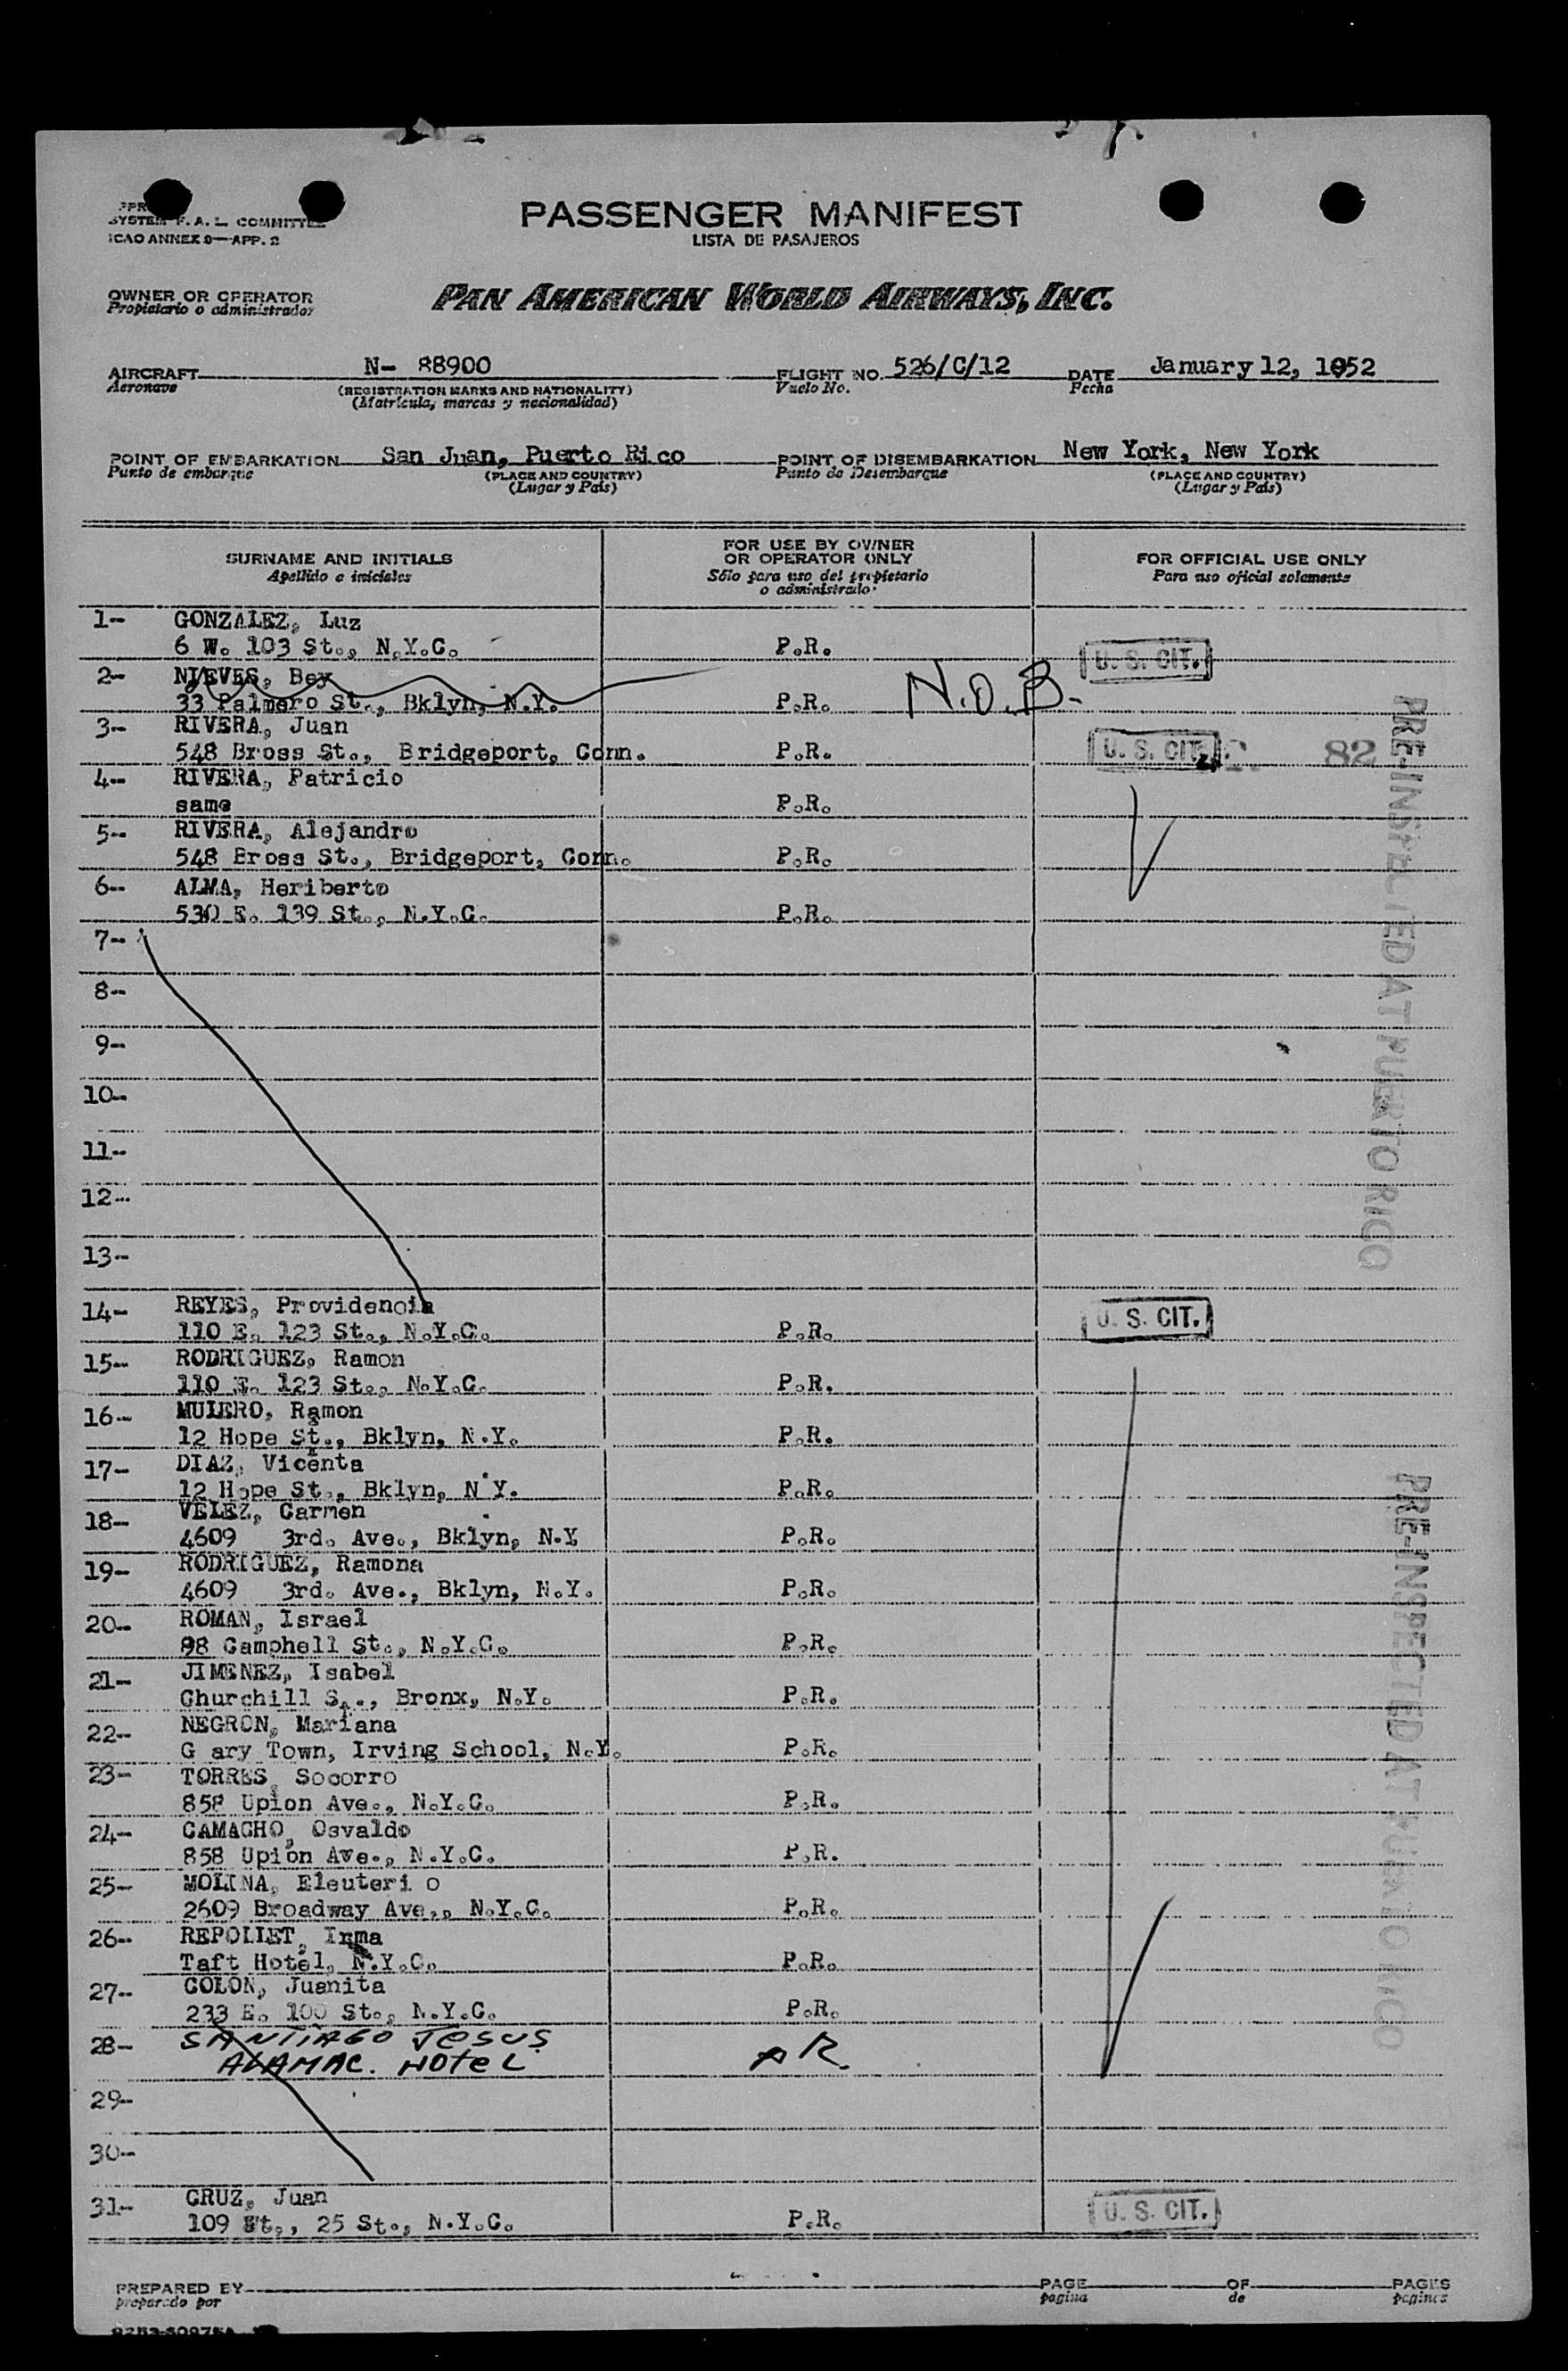 SYSTEM F. A. L. COMMITTEE
ICAO ANNEX 9—APP. 2
PASSENGER MANIFEST
LISTA DE PASAJEROS
OWNER OR OPERATOR
Propietario o administrador
PAN AMERICAN WORLD AIRWAYS, INC.
AIRCRAFT N- 88900 FLIGHT NO. 526/C/12 DATE January 12, 1952
Aeronave (REGISTRATION MARKS AND NATIONALITY) Vuelo No. Fecha
(Matrícula, marcas y nacionalidad)
POINT OF EMBARKATION San Juan, Puerto Rico POINT OF DISEMBARKATION New York, New York
Punto de embarque (PLACE AND COUNTRY) Punto de Desembarque (PLACE AND COUNTRY)
(Lugar y País) (Lugar y País)
SURNAME AND INITIALS
Apellido e iniciales
FOR USE BY OWNER
OR OPERATOR ONLY
Sólo para uso del propietario
o administrador
FOR OFFICIAL USE ONLY
Para uso oficial solamente
1-- GONZALEZ, Luz
6 W. 103 St., N.Y.C. P.R. U. S. CIT.
2-- NIEVES, Bey
33 Palmero St., Bklyn, N.Y. P.R. N.O.B.
3-- RIVERA, Juan
548 Bross St., Bridgeport, Conn. P.R. U. S. CIT. 82
4-- RIVERA, Patricio
same P.R.
5-- RIVERA, Alejandro
548 Bross St., Bridgeport, Conn. P.R.
6-- ALMA, Heriberto
530 E. 139 St., N.Y.C. P.R.
7--
8--
9--
10--
11--
12--
13--
PRE-INSPECTED AT PUERTO RICO
14- REYES, Providencia
110 E. 123 St., N.Y.C. P.R. U. S. CIT.
15-- RODRIGUEZ, Ramon
110 E. 123 St., N.Y.C. P.R.
16-- MULERO, Ramon
12 Hope St., Bklyn, N.Y. P.R.
17- DIAZ, Vicenta
12 Hope St., Bklyn, N.Y. P.R.
18-- VELEZ, Carmen
4609 3rd. Ave., Bklyn, N.Y P.R.
19-- RODRIGUEZ, Ramona
4609 3rd. Ave., Bklyn, N.Y. P.R.
20-- ROMAN, Israel
98 Camphell St., N.Y.C. P.R.
21-- JIMENEZ, Isabel
Churchill St., Bronx, N.Y. P.R.
22-- NEGRON, Mariana
G ary Town, Irving School, N.Y. P.R.
23-- TORRES, Socorro
858 Upion Ave., N.Y.C. P.R.
24-- CAMACHO, Osvaldo
858 Upion Ave., N.Y.C. P.R.
25-- MOLINA, Eleuteri o
2609 Broadway Ave., N.Y.C. P.R.
26-- REPOLLET, Irma
Taft Hotel, N.Y.C. P.R.
27-- COLON, Juanita
233 E. 100 St., N.Y.C. P.R.
28-- SANTIAGO JESUS
ALAMAC. HOTEL PR.
29--
30--
31-- CRUZ, Juan
109 St., 25 St., N.Y.C. P.R. U. S. CIT.
PRE-INSPECTED AT PUERTO RICO
PREPARED BY PAGE OF PAGES
preparado por pagina de paginas